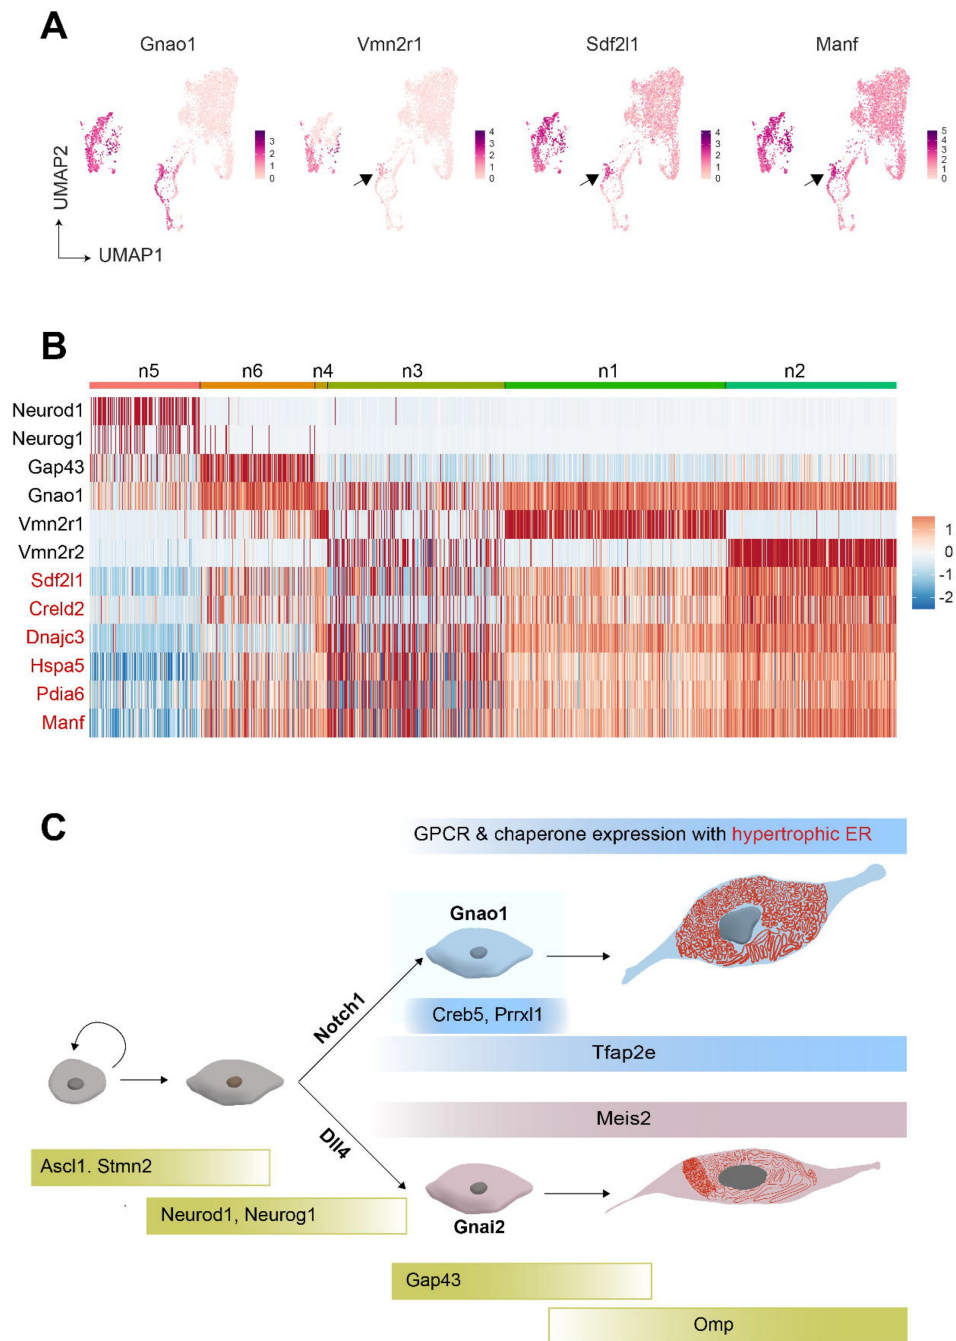 A
Gnao1 Vmn2r1 Sdf2l1 Manf
3
2
1
0
4
3
2
1
0
4
3
2
1
0
5
4
3
2
1
0
UMAP2
UMAP1
B
n5 n6 n4 n3 n1 n2
Neurod1
Neurog1
Gap43
Gnao1
Vmn2r1
Vmn2r2
Sdf2l1
Creld2
Dnajc3
Hspa5
Pdia6
Manf
1
0
-1
-2
C
GPCR & chaperone expression with hypertrophic ER
Gnao1
Notch1
Creb5, Prrxl1
Tfap2e
Meis2
Dll4
Ascl1. Stmn2
Neurod1, Neurog1
Gnai2
Gap43
Omp